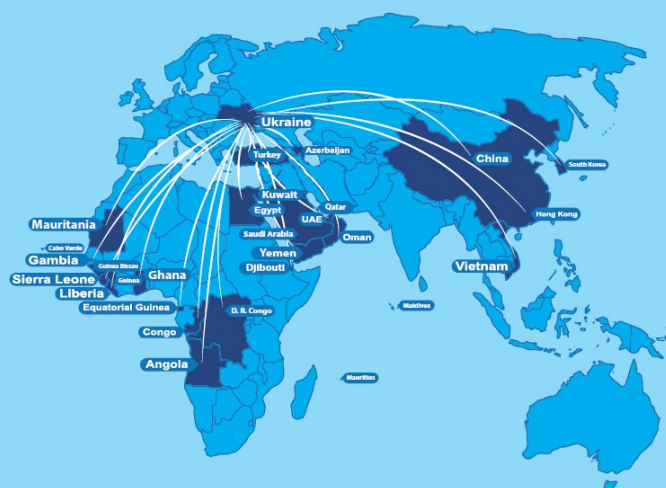 Ukraine
Turkey
Azerbaijan
China
South Korea
Kuwait
Egypt
Qatar
UAE
Hong Kong
Mauritania
Saudi Arabia
Oman
Cabo Verde
Yemen
Gambia
Guinea Bissau
Djibouti
Vietnam
Sierra Leone
Guinea
Ghana
Liberia
Equatorial Guinea
D. R. Congo
Maldives
Congo
Angola
Mauritius